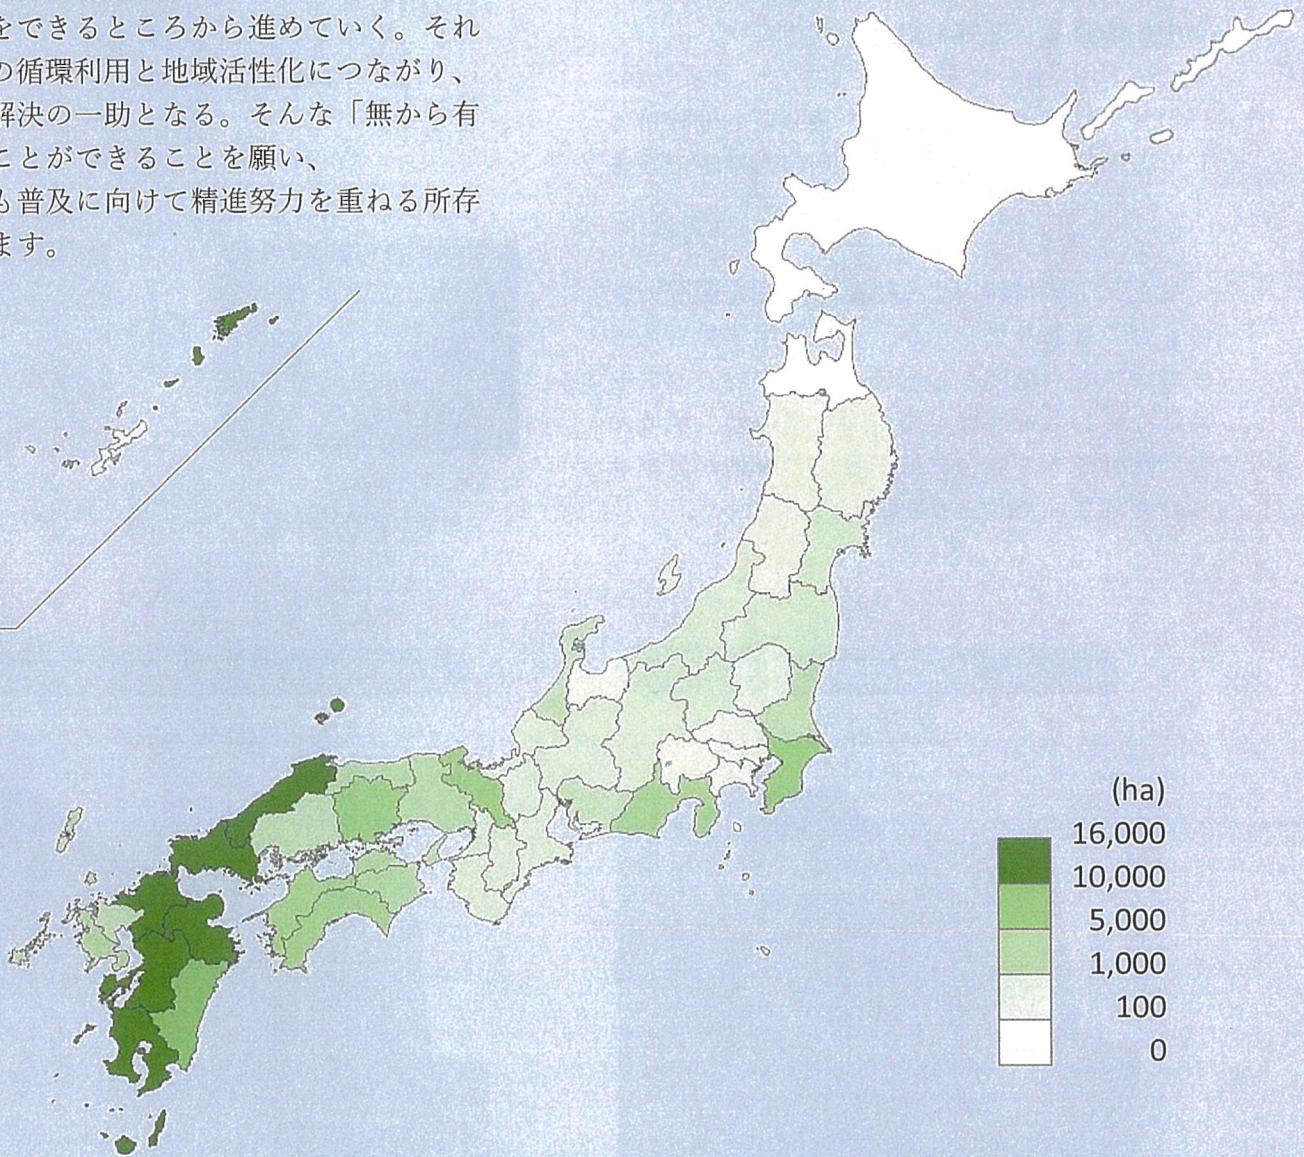 をできるところから進めていく。それ
の循環利用と地域活性化につながり、
解決の一助となる。そんな「無から有
ことができることを願い、
も普及に向けて精進努力を重ねる所存
ます。
(ha)
16,000
10,000
5,000
1,000
100
0